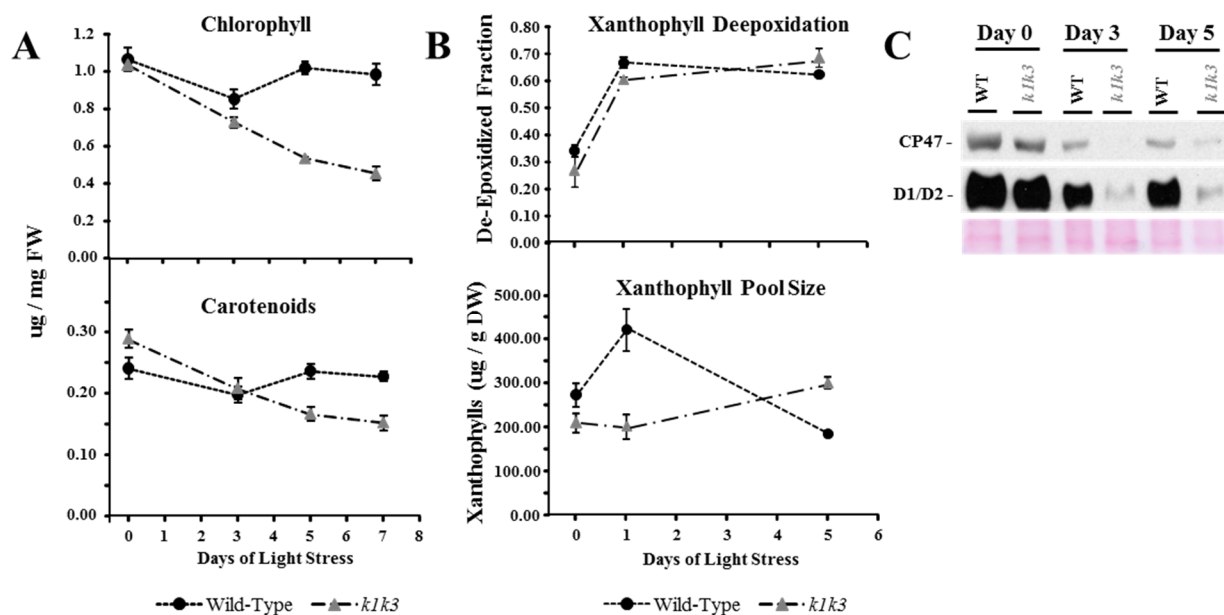 A
Chlorophyll
1.2
1.0
0.8
0.6
0.4
0.2
0.00
Carotenoids
0.30
0.20
0.15
0.00
ug / mg FW
0 1 2 3 4 5 6 7 8
Days of Light Stress
Wild-Type k1k3
B
Xanthophyll Deepoxidation
De-Epoxidized Fraction
0.80
0.70
0.60
0.50
0.40
0.30
0.20
0.10
0.00
Xanthophyll Pool Size
Xanthophylls (ug / g DW)
500.00
400.00
300.00
200.00
100.00
0.00
0 1 2 3 4 5 6
Days of Light Stress
Wild-Type k1k3
C
Day 0 Day 3 Day 5
WT k1k3 WT k1k3 WT k1k3
CP47 -
D1/D2 -